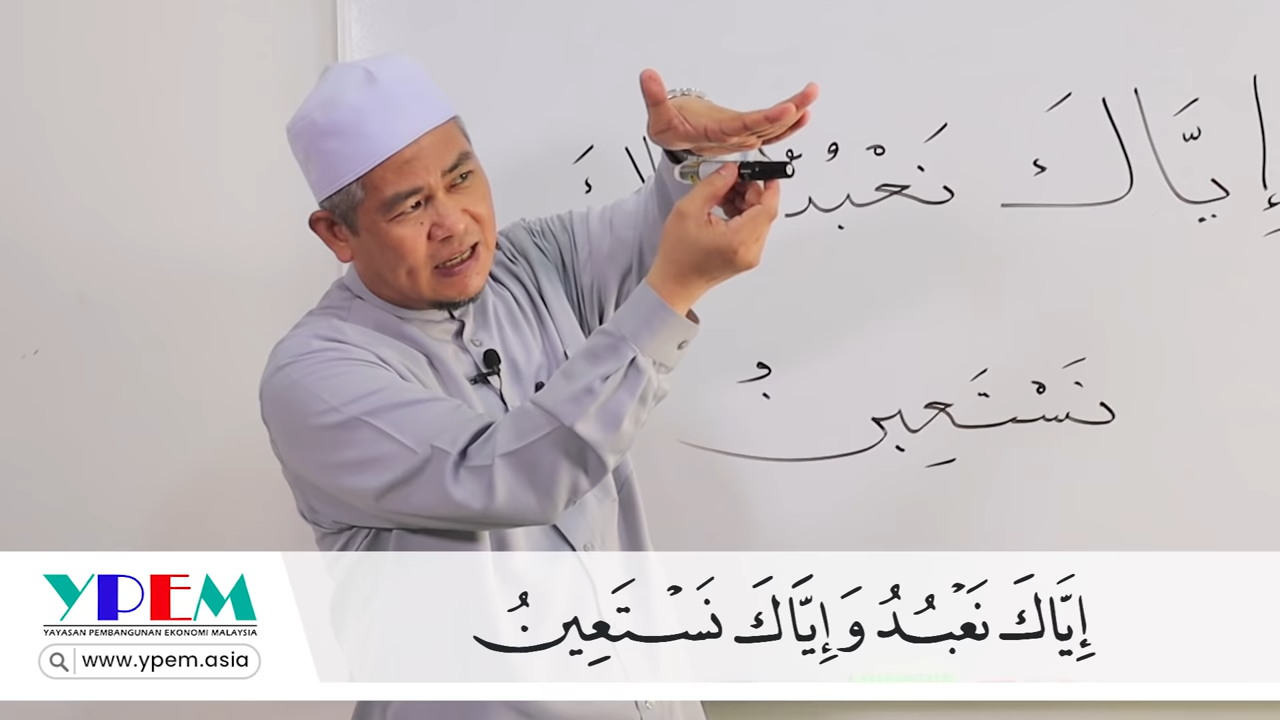 إِيَّاكَ نَعْبُدُ
نَسْتَعِينُ
إِيَّاكَ نَعْبُدُ وَإِيَّاكَ نَسْتَعِينُ
YPEM
YAYASAN PEMBANGUNAN EKONOMI MALAYSIA
www.ypem.asia